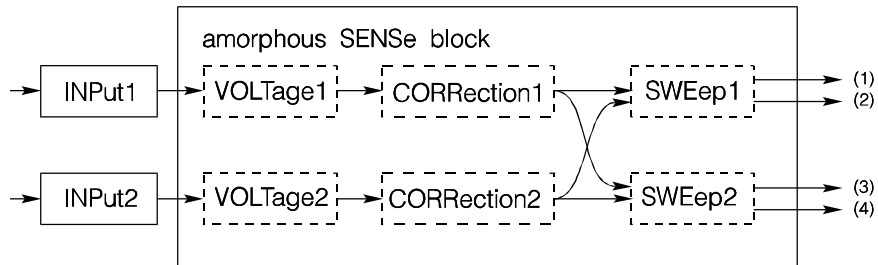 amorphous SENSe block
INPut1
VOLTage1
CORRection1
SWEep1
(1)
(2)
INPut2
VOLTage2
CORRection2
SWEep2
(3)
(4)